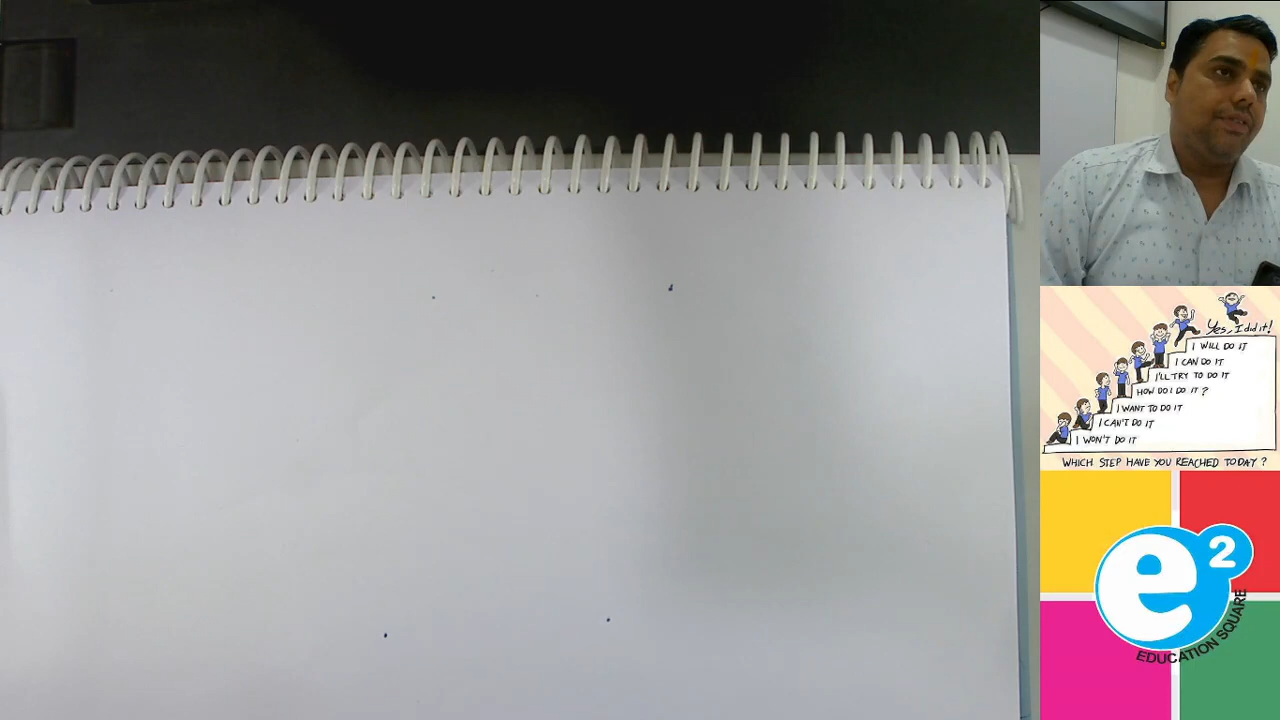 Yes, I did it!
I WILL DO IT
I CAN DO IT
I'LL TRY TO DO IT
HOW DO I DO IT?
I WANT TO DO IT
I CAN'T DO IT
I WON'T DO IT
WHICH STEP HAVE YOU REACHED TODAY?
e2
EDUCATION SQUARE